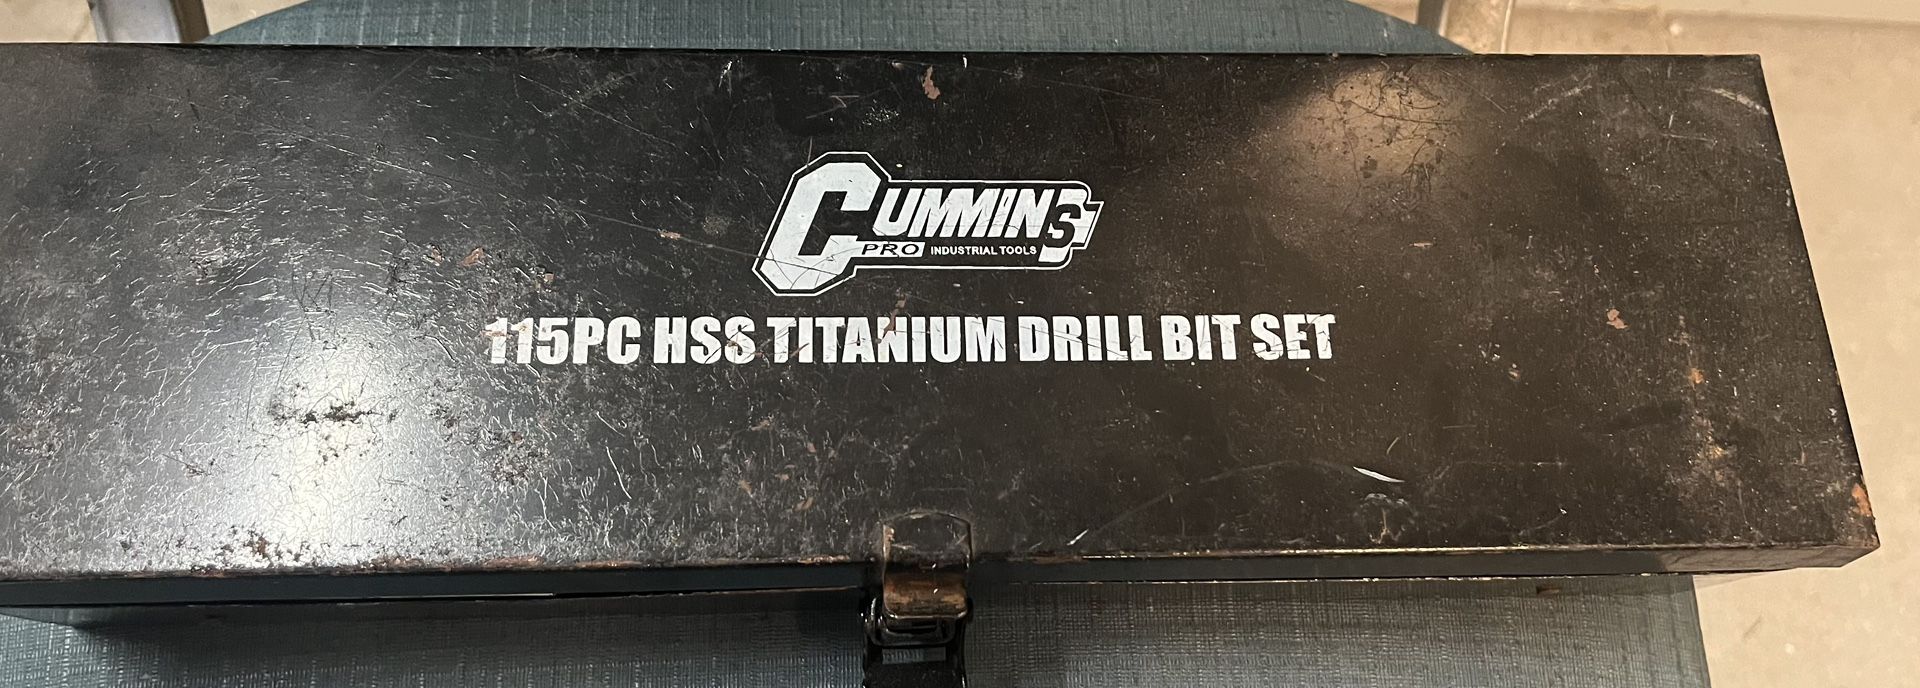 CUMMINS
PRO INDUSTRIAL TOOLS
115PC HSS TITANIUM DRILL BIT SET